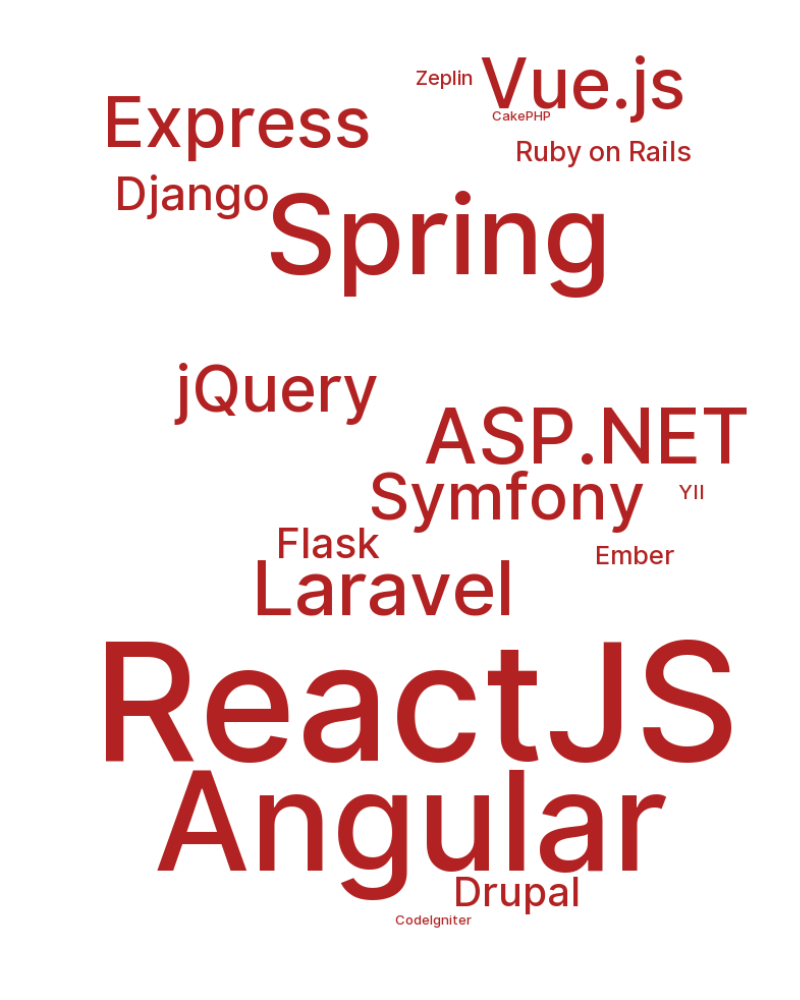 Zeplin
Vue.js
CakePHP
Express
Ruby on Rails
Django
Spring
jQuery
ASP.NET
Symfony
YII
Flask
Ember
Laravel
ReactJS
Angular
Drupal
CodeIgniter